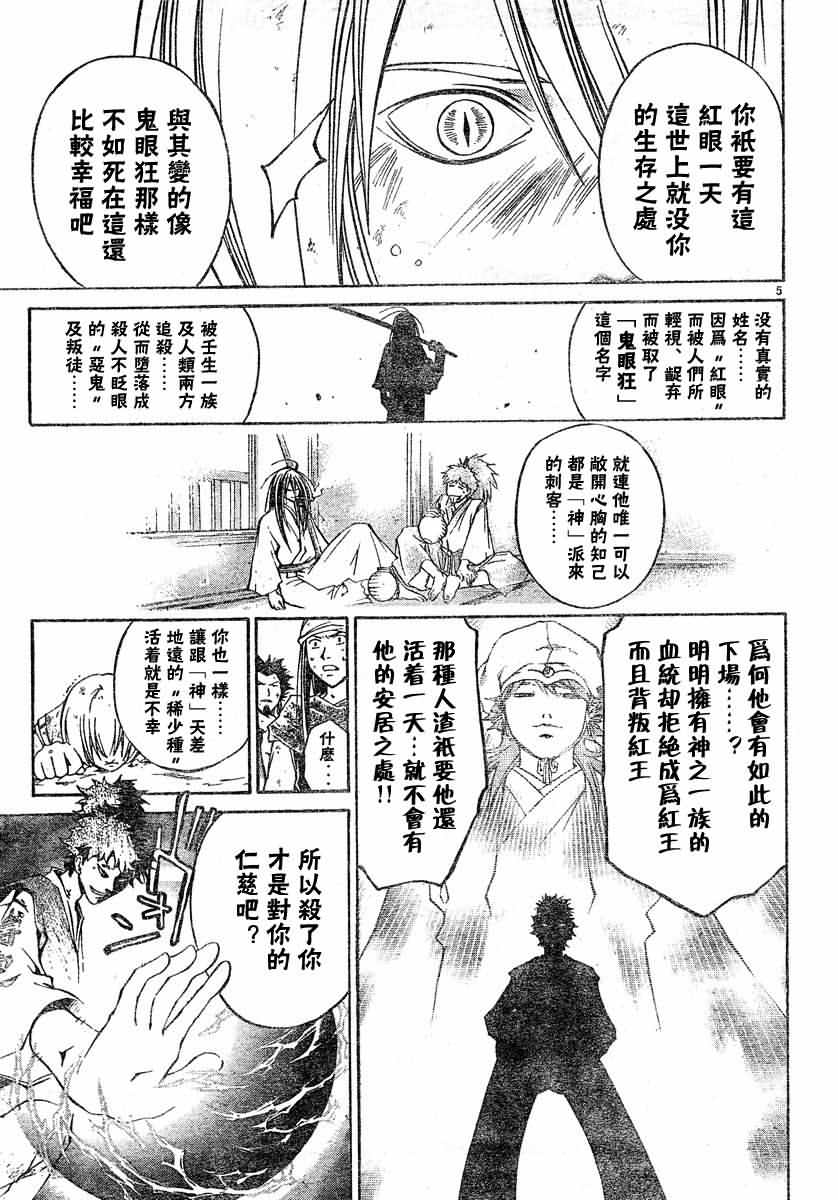 你衹要有這
紅眼一天
這世上就没你
的生存之處
與其變的像
鬼眼狂那樣
不如死在這還
比較幸福吧
5
没有真實的
姓名……
因爲〝紅眼〞
而被人們所
輕視、齪弃
而被取了
「鬼眼狂」
這個名字
被壬生一族
及人類兩方
追殺……
從而墮落成
殺人不眨眼
的〝惡鬼〞
及叛徒……
就連他唯一可以
敞開心胸的知己
都是「神」派來
的刺客……
爲何他會有如此的
下場……?
明明擁有神之一族的
血統却拒絶成爲紅王
而且背叛紅王
那種人渣衹要他還
活着一天…就不會有
他的安居之處!!
什麽…
你也一樣……
讓跟「神」天差
地遠的〝稀少種〞
活着就是不幸
所以殺了你
才是對你的
仁慈吧?